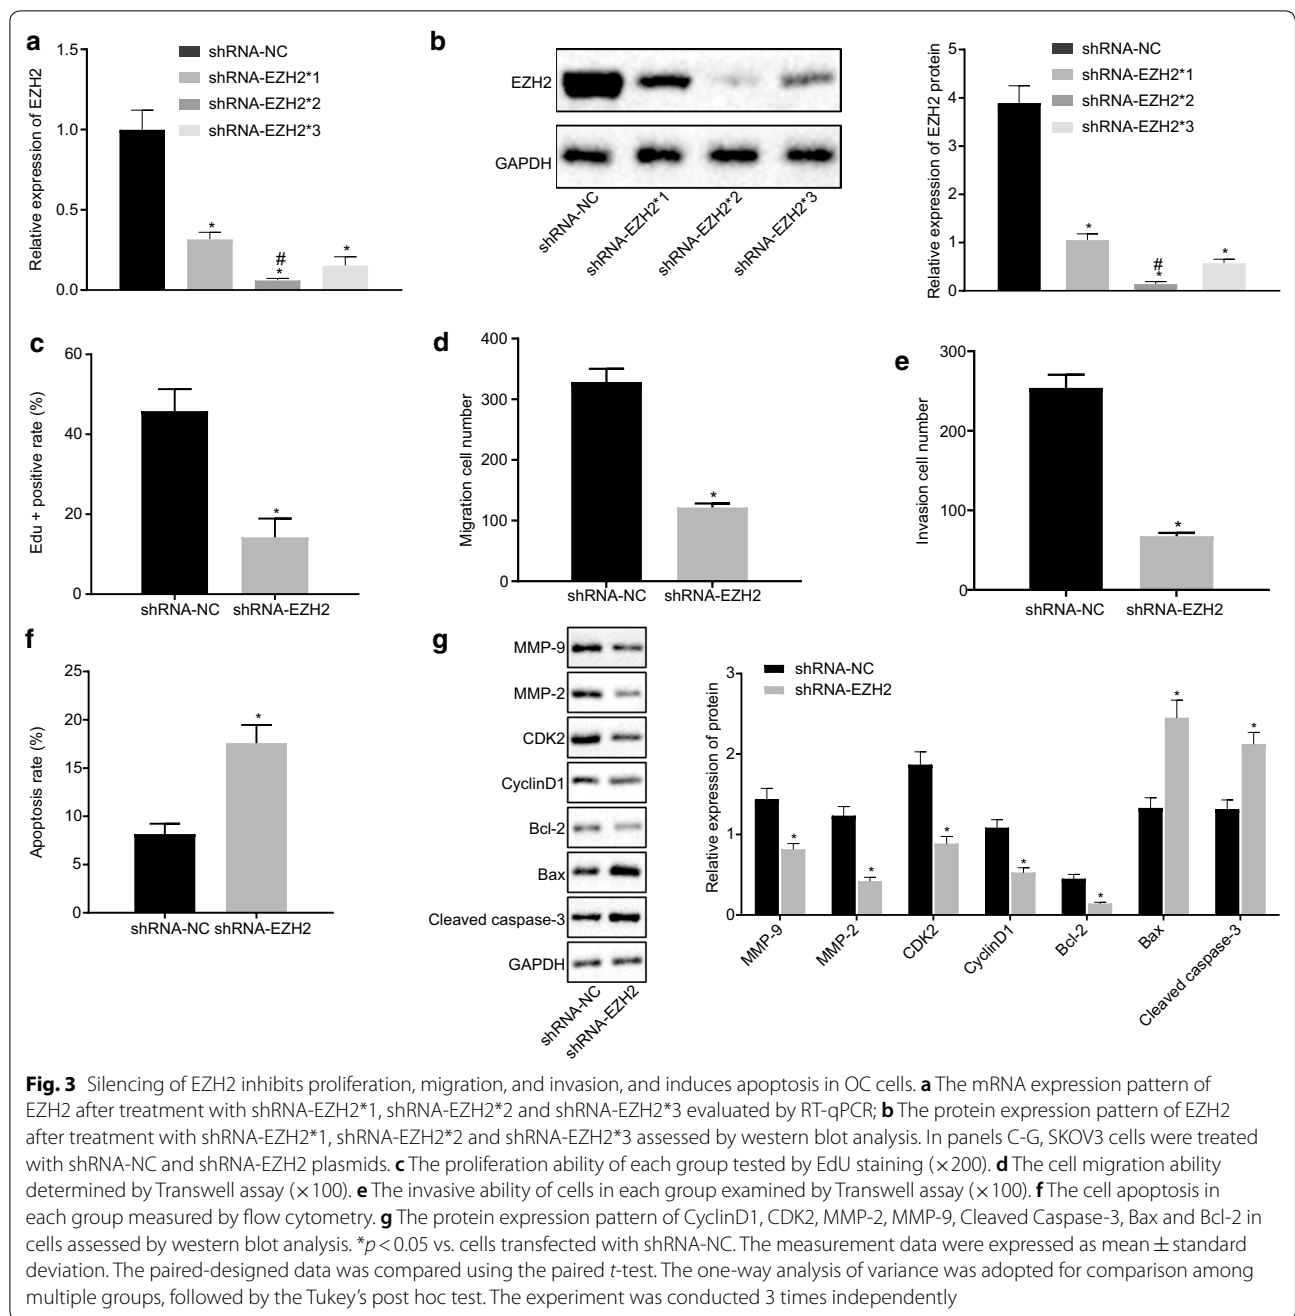 a
1.5
1.0
0.5
0.0
Relative expression of EZH2
shRNA-NC
shRNA-EZH2*1
shRNA-EZH2*2
shRNA-EZH2*3
*
#
*
*
b
EZH2
GAPDH
shRNA-NC
shRNA-EZH2*1
shRNA-EZH2*2
shRNA-EZH2*3
5
4
3
2
1
0
Relative expression of EZH2 protein
shRNA-NC
shRNA-EZH2*1
shRNA-EZH2*2
shRNA-EZH2*3
*
#
*
*
c
60
40
20
0
Edu + positive rate (%)
*
shRNA-NC
shRNA-EZH2
d
400
300
200
100
0
Migration cell number
*
shRNA-NC
shRNA-EZH2
e
300
200
100
0
Invasion cell number
*
shRNA-NC
shRNA-EZH2
f
25
20
15
10
5
0
Apoptosis rate (%)
*
shRNA-NC shRNA-EZH2
g
MMP-9
MMP-2
CDK2
CyclinD1
Bcl-2
Bax
Cleaved caspase-3
GAPDH
shRNA-NC
shRNA-EZH2
3
2
1
0
Relative expression of protein
shRNA-NC
shRNA-EZH2
*
*
*
*
*
*
*
MMP-9
MMP-2
CDK2
CyclinD1
Bcl-2
Bax
Cleaved caspase-3
Fig. 3 Silencing of EZH2 inhibits proliferation, migration, and invasion, and induces apoptosis in OC cells. a The mRNA expression pattern of
EZH2 after treatment with shRNA-EZH2*1, shRNA-EZH2*2 and shRNA-EZH2*3 evaluated by RT-qPCR; b The protein expression pattern of EZH2
after treatment with shRNA-EZH2*1, shRNA-EZH2*2 and shRNA-EZH2*3 assessed by western blot analysis. In panels C-G, SKOV3 cells were treated
with shRNA-NC and shRNA-EZH2 plasmids. c The proliferation ability of each group tested by EdU staining (×200). d The cell migration ability
determined by Transwell assay (×100). e The invasive ability of cells in each group examined by Transwell assay (×100). f The cell apoptosis in
each group measured by flow cytometry. g The protein expression pattern of CyclinD1, CDK2, MMP-2, MMP-9, Cleaved Caspase-3, Bax and Bcl-2 in
cells assessed by western blot analysis. *p<0.05 vs. cells transfected with shRNA-NC. The measurement data were expressed as mean ± standard
deviation. The paired-designed data was compared using the paired t-test. The one-way analysis of variance was adopted for comparison among
multiple groups, followed by the Tukey's post hoc test. The experiment was conducted 3 times independently